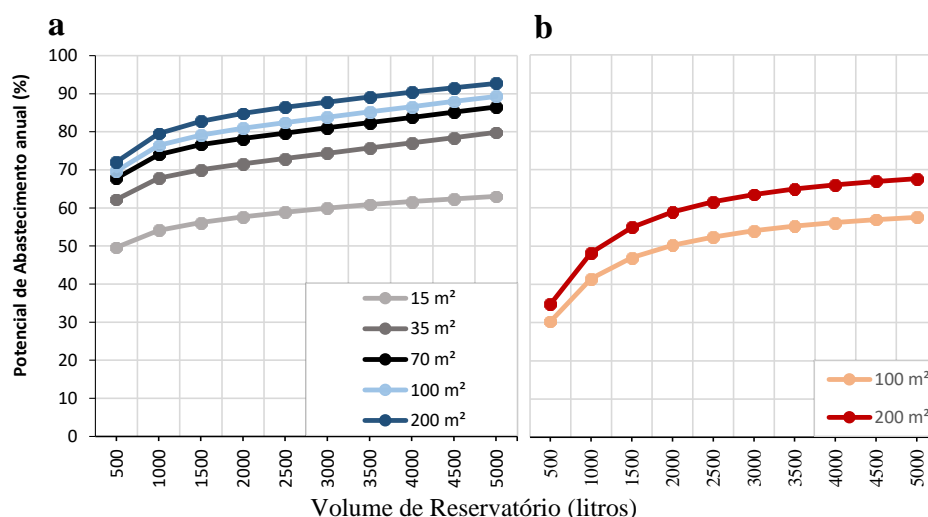 a
b
Potencial de Abastecimento anual (%)
100
90
80
70
60
50
40
30
20
10
0
15 m²
35 m²
70 m²
100 m²
200 m²
100 m²
200 m²
500 1000 1500 2000 2500 3000 3500 4000 4500 5000
500 1000 1500 2000 2500 3000 3500 4000 4500 5000
Volume de Reservatório (litros)